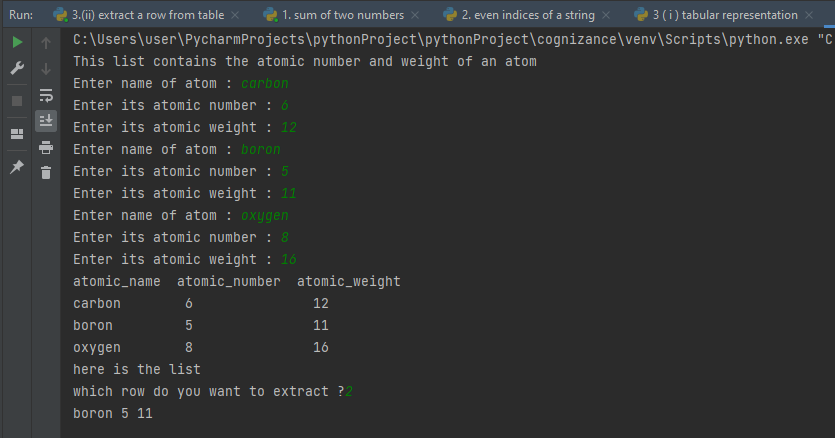 Run: 3.(ii) extract a row from table 1. sum of two numbers 2. even indices of a string 3 ( i ) tabular representation
C:\Users\user\PycharmProjects\pythonProject\pythonProject\cognizance\venv\Scripts\python.exe "C
This list contains the atomic number and weight of an atom
Enter name of atom : carbon
Enter its atomic number : 6
Enter its atomic weight : 12
Enter name of atom : boron
Enter its atomic number : 5
Enter its atomic weight : 11
Enter name of atom : oxygen
Enter its atomic number : 8
Enter its atomic weight : 16
atomic_name atomic_number atomic_weight
carbon 6 12
boron 5 11
oxygen 8 16
here is the list
which row do you want to extract ?2
boron 5 11